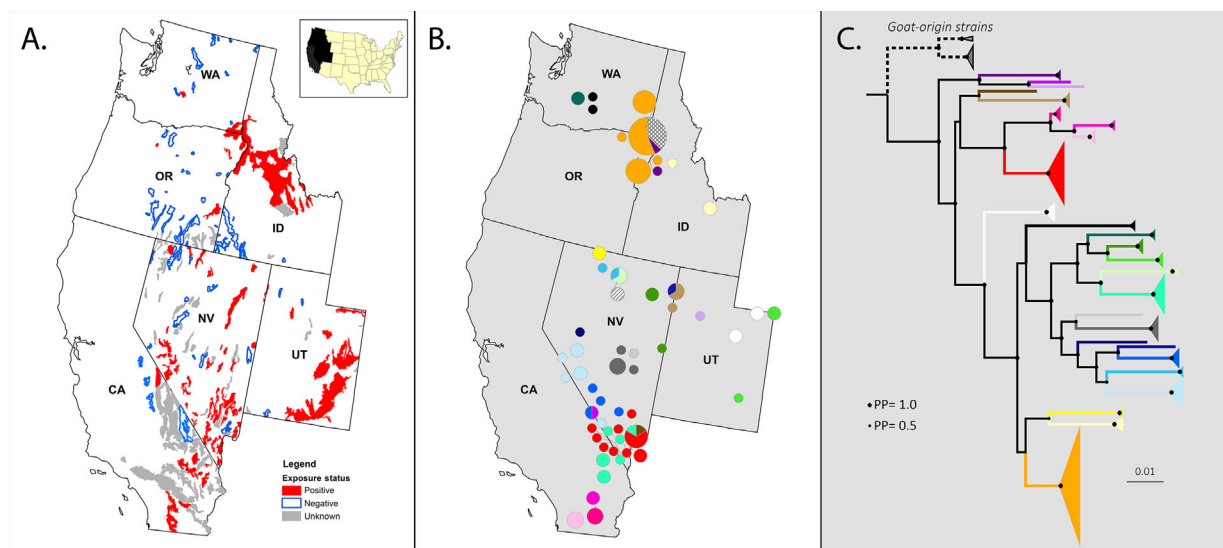 A.
WA
OR
ID
NV
UT
CA
Legend
Exposure status
Positive
Negative
Unknown
B.
WA
OR
ID
NV
UT
CA
C.
Goat-origin strains
PP= 1.0
PP= 0.5
0.01